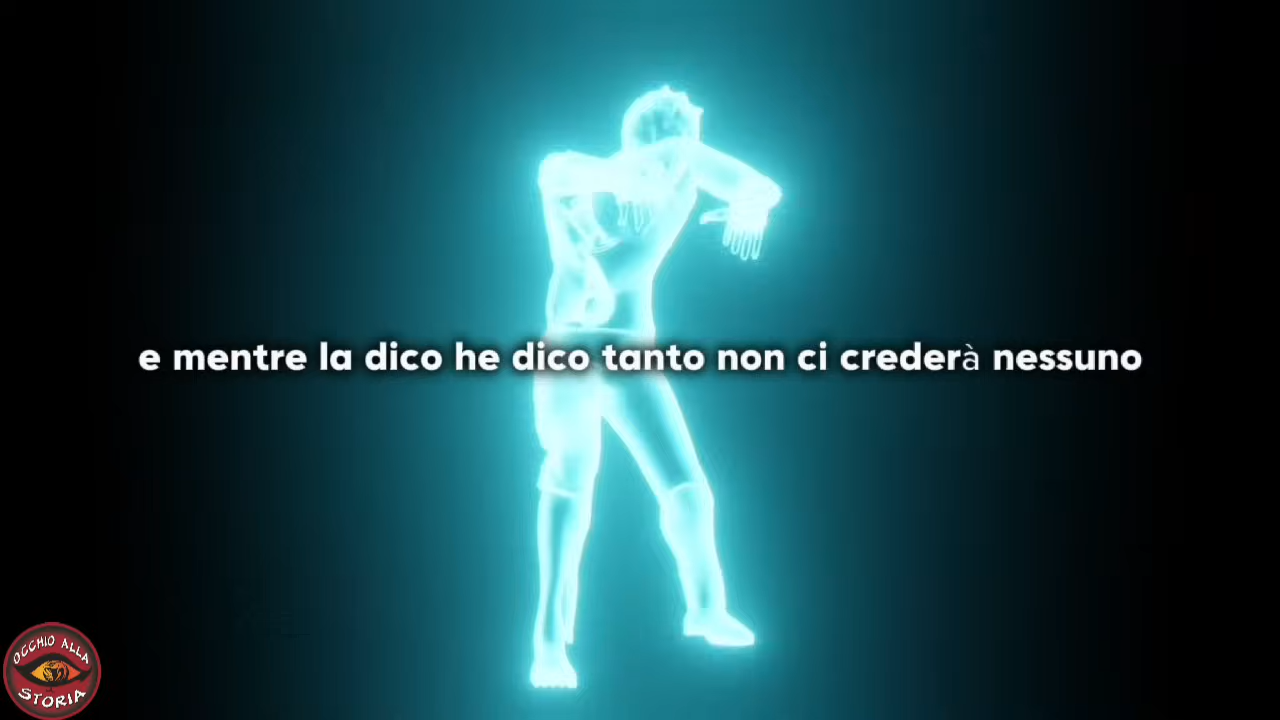 e mentre la dico he dico tanto non ci crederà nessuno
OCCHIO ALLA
STORIA